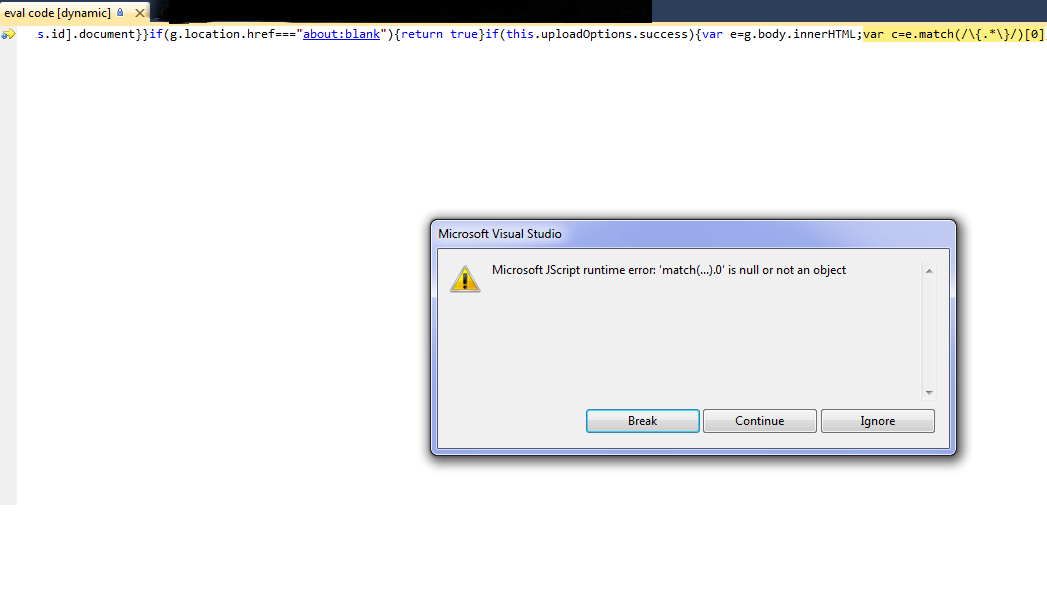 eval code [dynamic]
s.id].document}}if(g.location.href==="about:blank"){return true}if(this.uploadOptions.success){var e=g.body.innerHTML;var c=e.match(/\{.*\}/)[0]
Microsoft Visual Studio
Microsoft JScript runtime error: 'match(...).0' is null or not an object
Break Continue Ignore